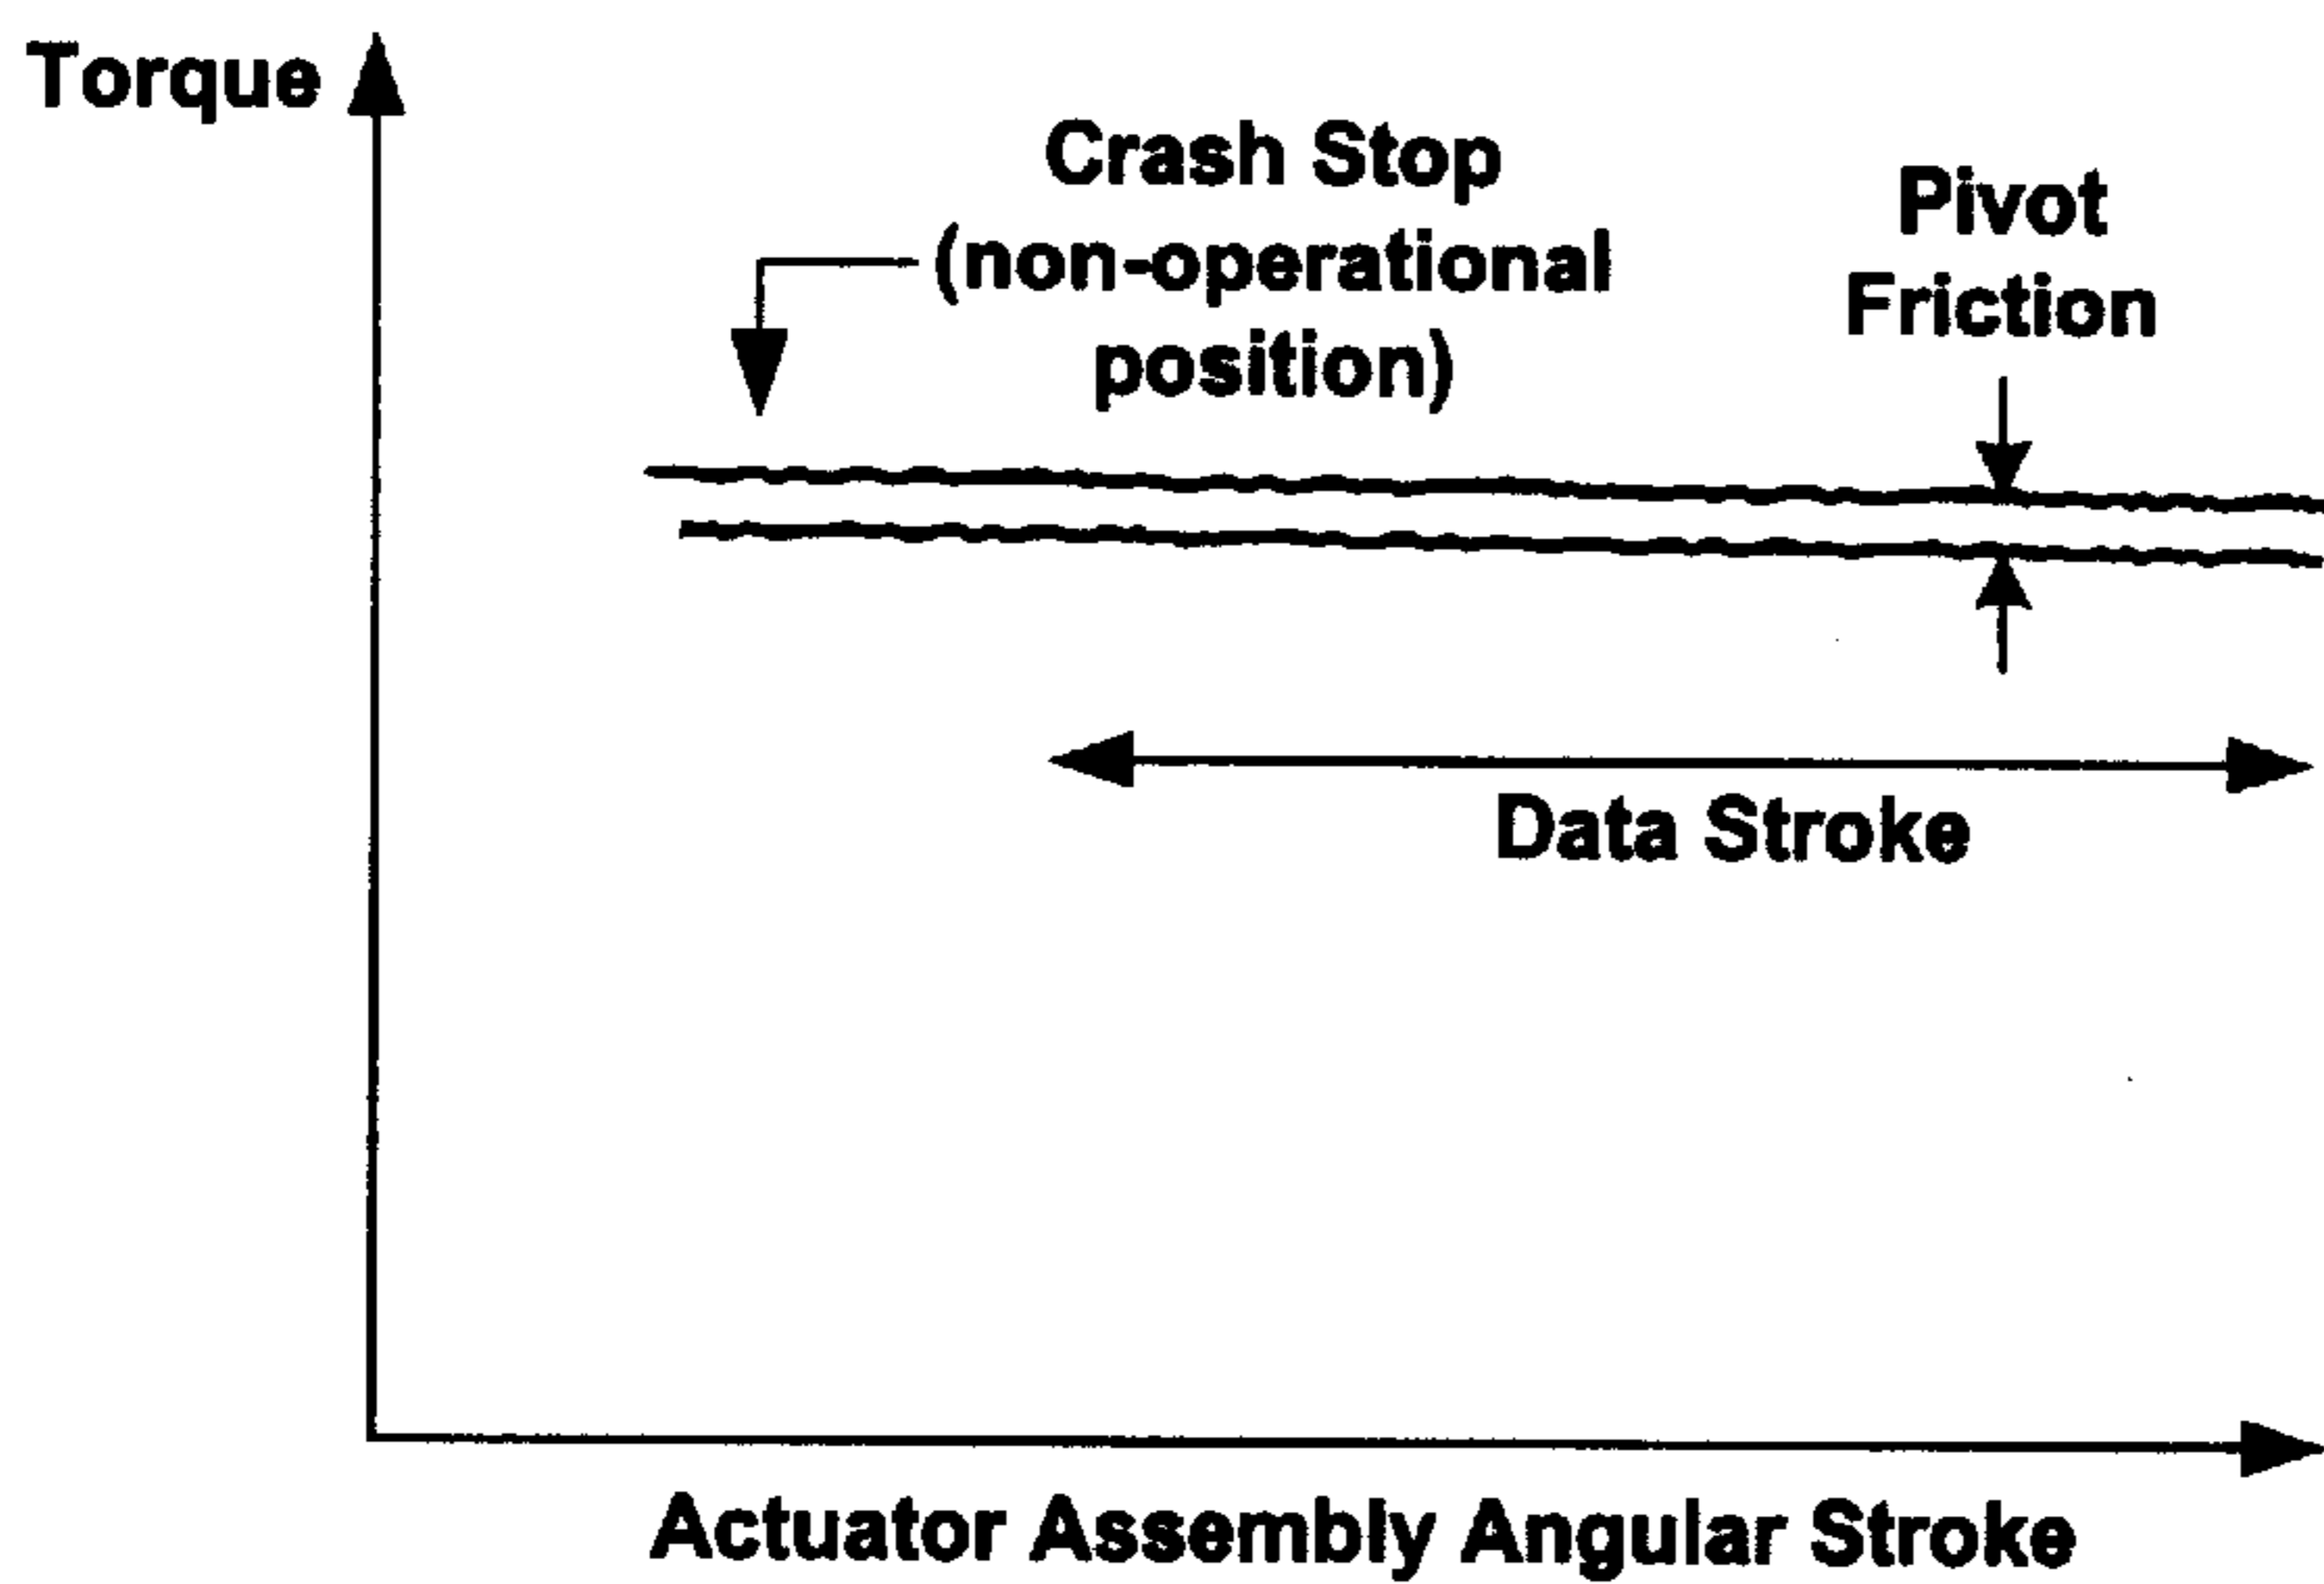 Torque
Crash Stop
(non-operational
position)
Pivot
Friction
Data Stroke
Actuator Assembly Angular Stroke